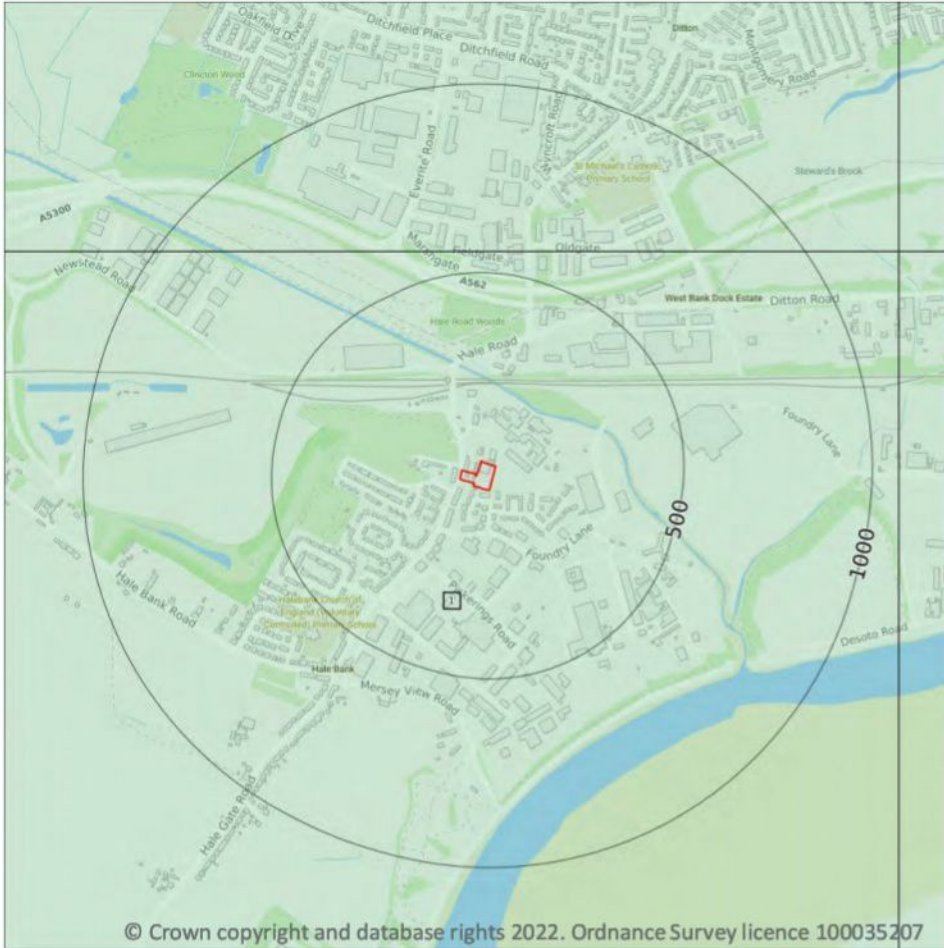 Oakfield Drive
Ditchfield Place
Ditchfield Road
Ditton
Montgomery Road
Clincton Wood
Everite Road
Wyncroft Road
St Michael's Catholic
Primary School
Steward's Brook
A5300
Marshgate
Fieldgate
Oldgate
Newstead Road
A562
West Bank Dock Estate
Ditton Road
Hale Road Woods
Hale Road
Foundry Lane
500
1000
Foundry Lane
Pickerings Road
1
Hale Bank Road
Halebank Church of
England (Voluntary
Controlled) Primary School
Hale Bank
Mersey View Road
Desoto Road
Hale Gate Road
© Crown copyright and database rights 2022. Ordnance Survey licence 100035207